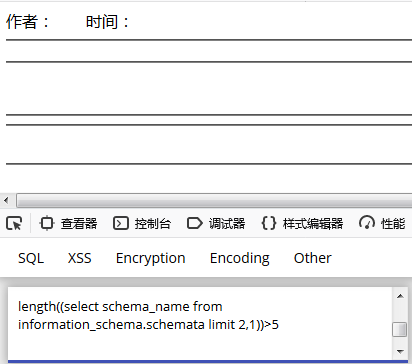 作者： 时间：
查看器 控制台 调试器 样式编辑器 性能
SQL XSS Encryption Encoding Other
length((select schema_name from
information_schema.schemata limit 2,1))>5